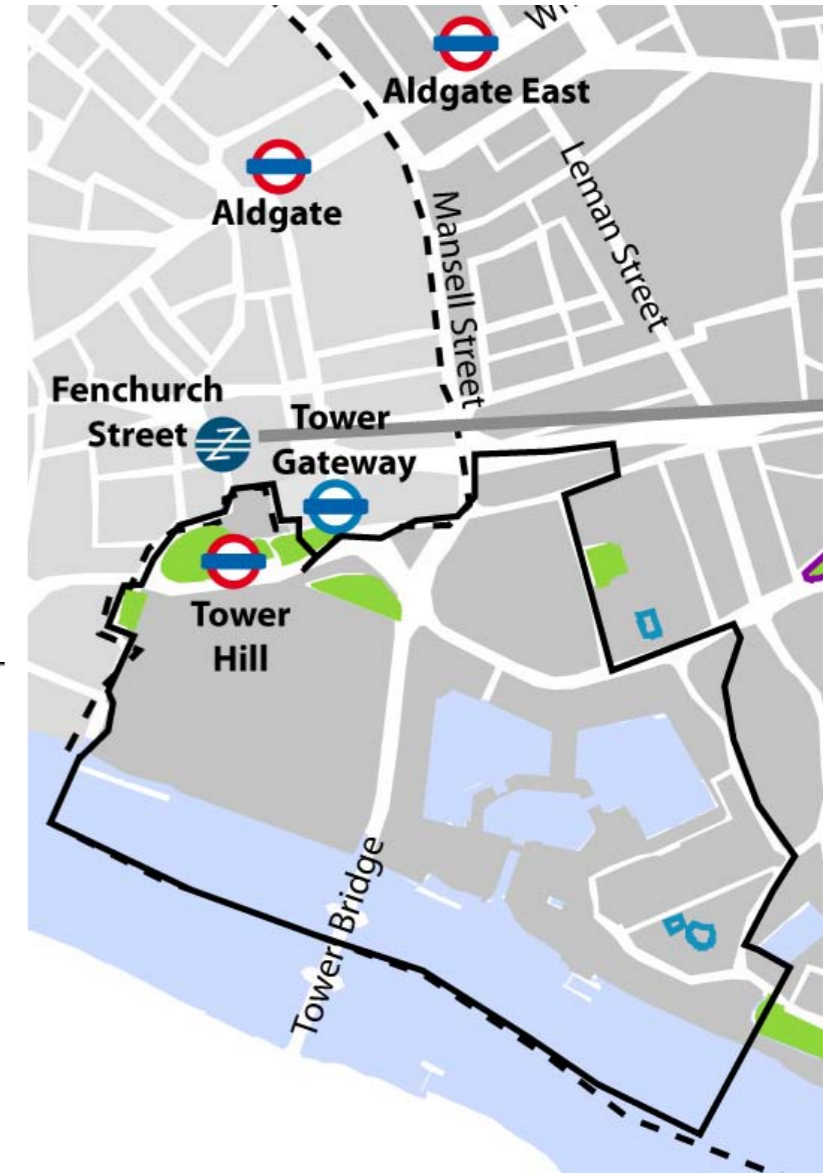 Aldgate East
Aldgate
Leman Street
Mansell Street
Fenchurch
Street
Tower
Gateway
Tower
Hill
Tower Bridge